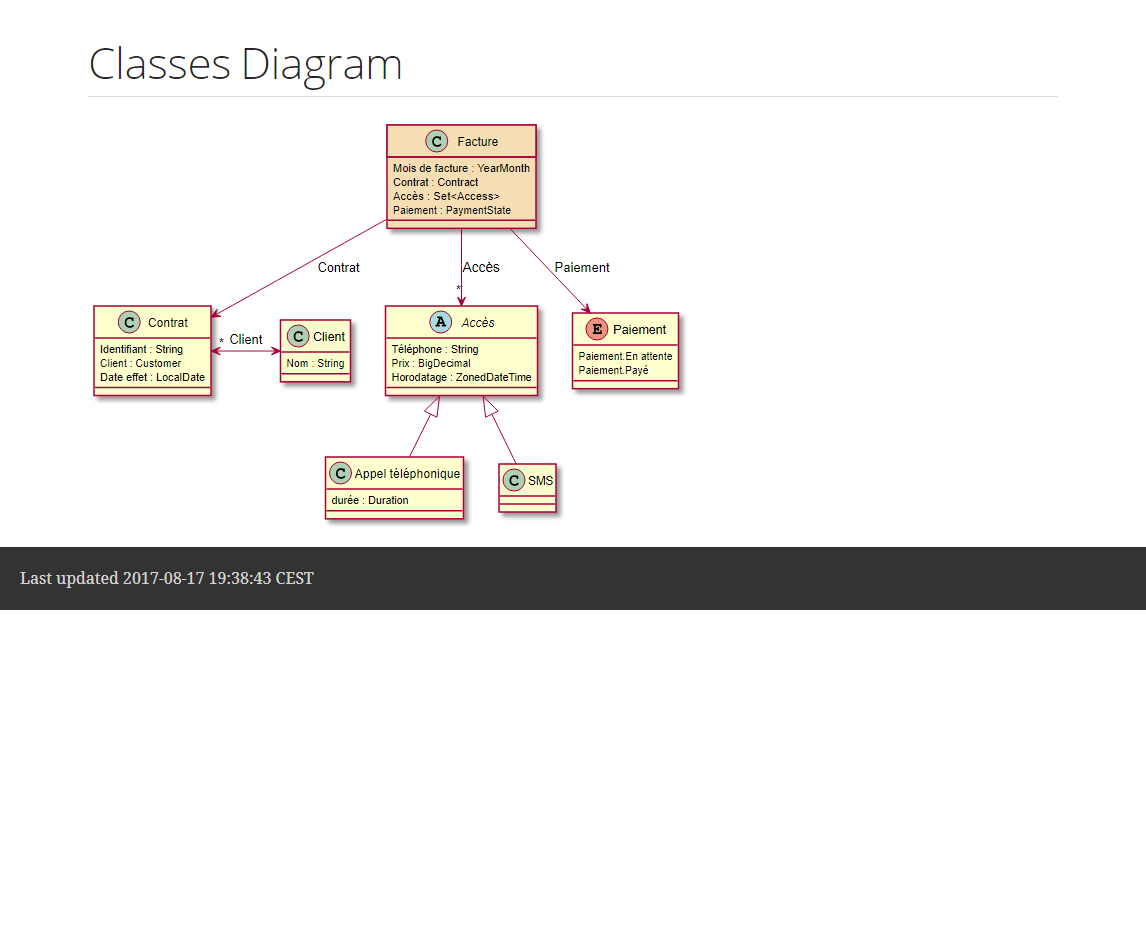 Classes Diagram
C Facture
Mois de facture : YearMonth
Contrat : Contract
Accès : Set<Access>
Paiement : PaymentState
Contrat
Accès
Paiement
*
C Contrat
Identifiant : String
Client : Customer
Date effet : LocalDate
* Client
C Client
Nom : String
A Accès
Téléphone : String
Prix : BigDecimal
Horodatage : ZonedDateTime
E Paiement
Paiement.En attente
Paiement.Payé
C Appel téléphonique
durée : Duration
C SMS
Last updated 2017-08-17 19:38:43 CEST